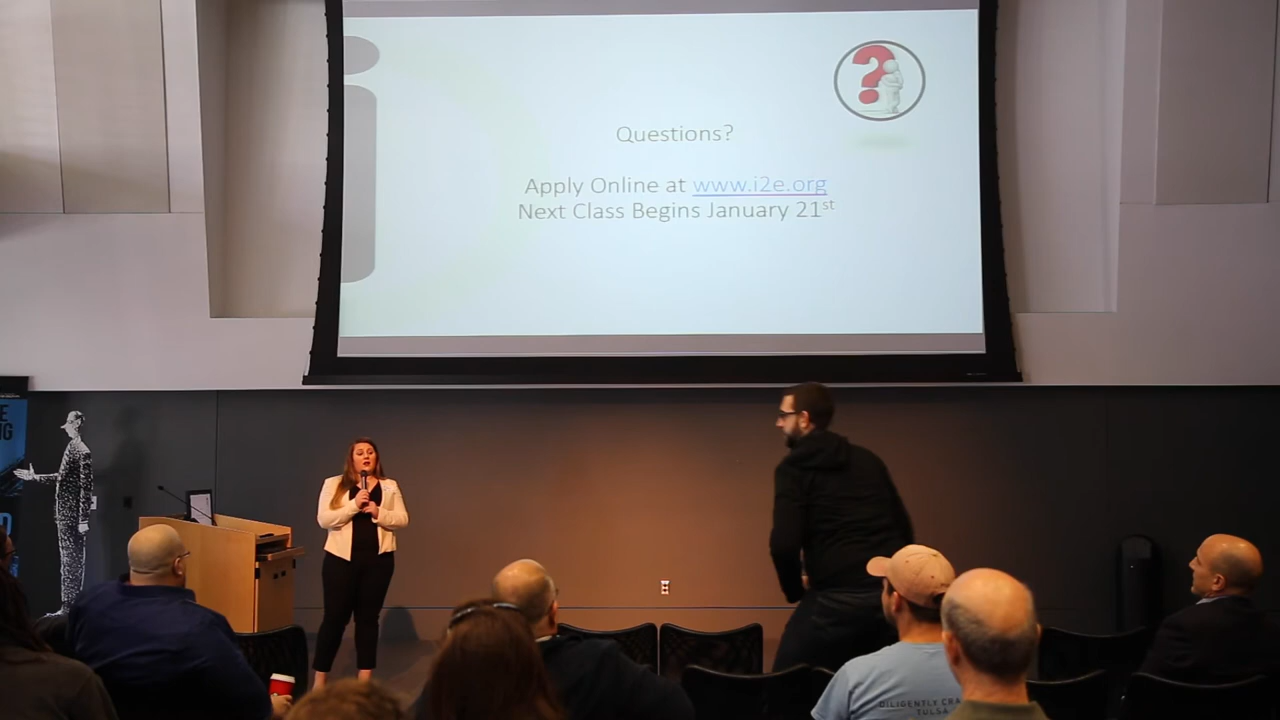 Questions?
Apply Online at www.i2e.org
Next Class Begins January 21st
?
DILIGENTLY
TULSA